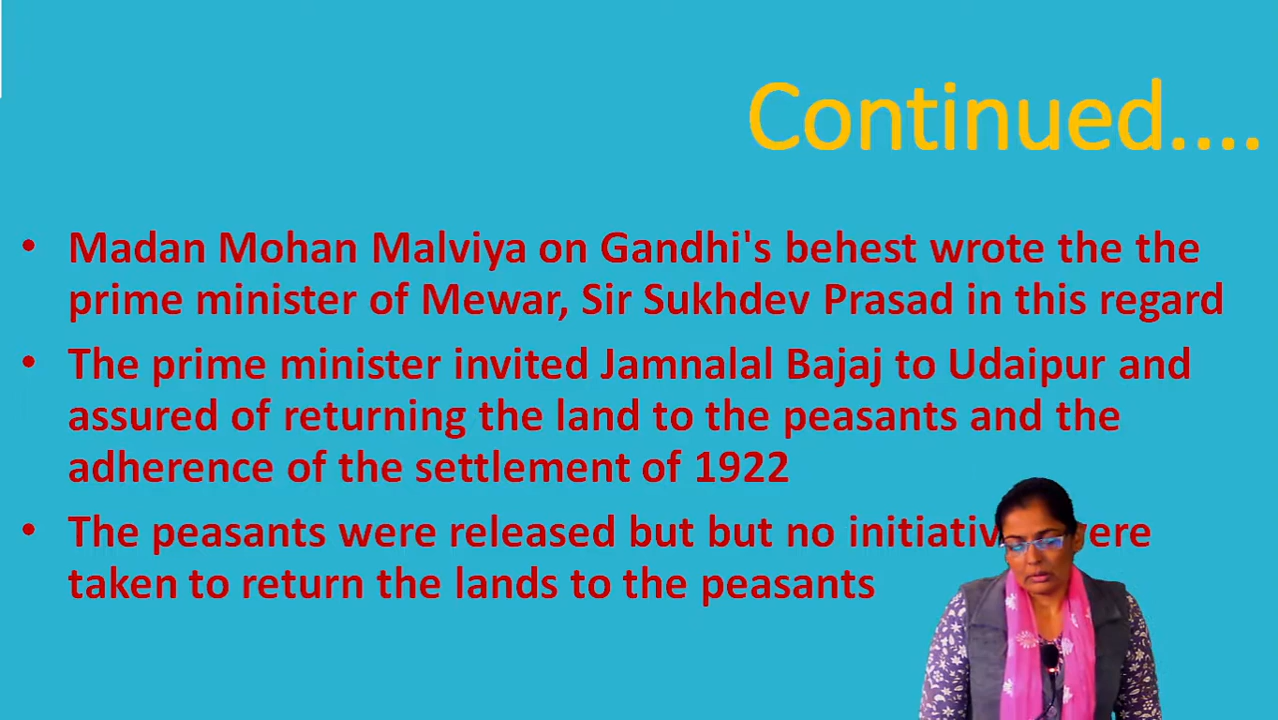 Continued....
• Madan Mohan Malviya on Gandhi's behest wrote the the
prime minister of Mewar, Sir Sukhdev Prasad in this regard
• The prime minister invited Jamnalal Bajaj to Udaipur and
assured of returning the land to the peasants and the
adherence of the settlement of 1922
• The peasants were released but but no were
taken to return the lands to the peasants